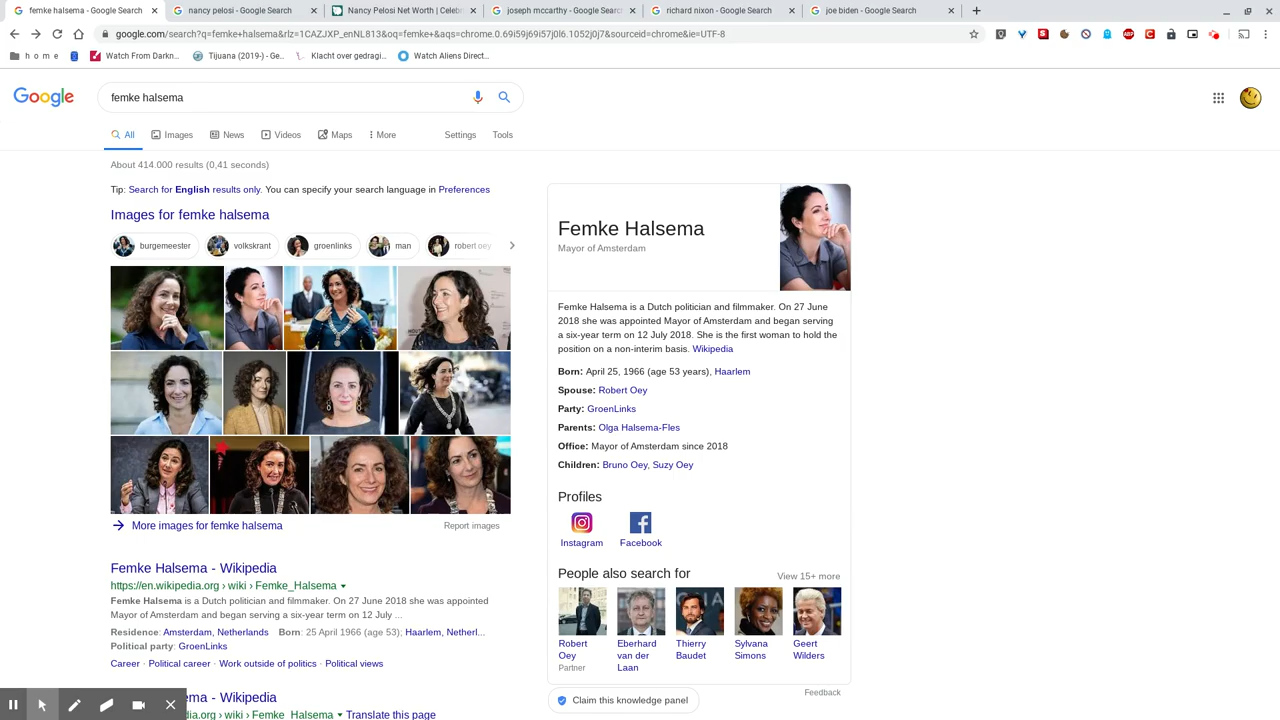 femke halsema - Google Search
nancy pelosi - Google Search
Nancy Pelosi Net Worth | Celebr
joseph mccarthy - Google Search
richard nixon - Google Search
joe biden - Google Search
google.com/search?q=femke+halsema&rlz=1CAZJXP_enNL813&oq=femke+&aqs=chrome.0.69i59j69i57j0l6.1052j0j7&sourceid=chrome&ie=UTF-8
h o m e
Watch From Darkn...
Tijuana (2019-) - Ge...
Klacht over gedragi...
Watch Aliens Direct...
Google
femke halsema
All Images News Videos Maps More Settings Tools
About 414.000 results (0,41 seconds)
Tip: Search for English results only. You can specify your search language in Preferences
Images for femke halsema
burgemeester volkskrant groenlinks man robert oey
More images for femke halsema
Report images
Femke Halsema - Wikipedia
https://en.wikipedia.org › wiki › Femke_Halsema
Femke Halsema is a Dutch politician and filmmaker. On 27 June 2018 she was appointed
Mayor of Amsterdam and began serving a six-year term on 12 July ...
Residence: Amsterdam, Netherlands Born: 25 April 1966 (age 53); Haarlem, Netherl...
Political party: GroenLinks
Career · Political career · Work outside of politics · Political views
ema - Wikipedia
dia.org › wiki › Femke_Halsema Translate this page
Femke Halsema
Mayor of Amsterdam
Femke Halsema is a Dutch politician and filmmaker. On 27 June
2018 she was appointed Mayor of Amsterdam and began serving
a six-year term on 12 July 2018. She is the first woman to hold the
position on a non-interim basis. Wikipedia
Born: April 25, 1966 (age 53 years), Haarlem
Spouse: Robert Oey
Party: GroenLinks
Parents: Olga Halsema-Fles
Office: Mayor of Amsterdam since 2018
Children: Bruno Oey, Suzy Oey
Profiles
Instagram
Facebook
People also search for
View 15+ more
Robert
Oey
Partner
Eberhard
van der
Laan
Thierry
Baudet
Sylvana
Simons
Geert
Wilders
Claim this knowledge panel
Feedback